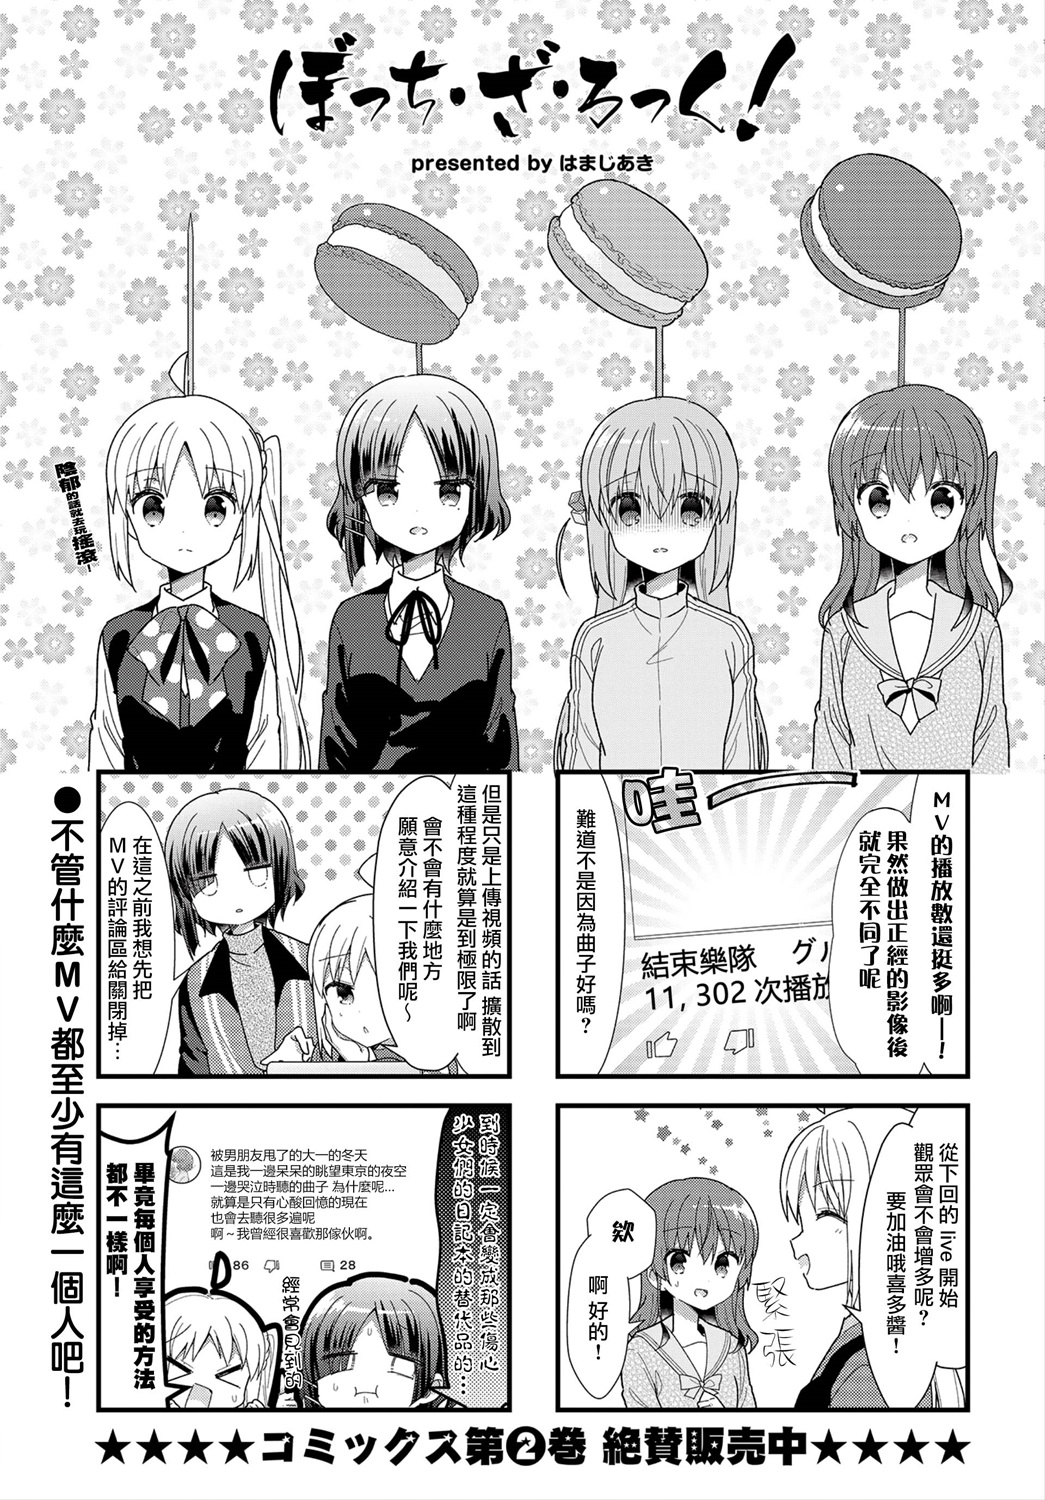 ぼっち・ざ・ろっく！
presented by はまじあき
陰郁的話就去玩搖滾！
MV的播放數還挺多啊——！
果然做出正經的影像後
就完全不同了呢
哇
難道不是因為曲子好嗎？
結束樂隊 グル
11,302 次播放
從下回的 live 開始
觀眾會不會增多呢？
要加油哦喜多醬！
緊張
欸
啊 好的！
但是只是上傳視頻的話 擴散到
這種程度就算是到極限了啊
會不會有什麼地方
願意介紹一下我們呢～
在這之前我想先把
MV的評論區給關閉掉…
到時候一定會變成那些傷心
少女們的日記本的替代品的…
被男朋友甩了的大一的冬天
這是我一邊呆呆的眺望東京的夜空
一邊哭泣時聽的曲子 為什麼呢...
就算是只有心酸回憶的現在
也會去聽很多遍呢
啊～我曾經很喜歡那傢伙啊。
86 28
經常會見到的
畢竟每個人享受的方法
都不一樣啊！
●不管什麼MV都至少有這麼一個人吧！
★★★★コミックス第2巻 絶賛販売中★★★★